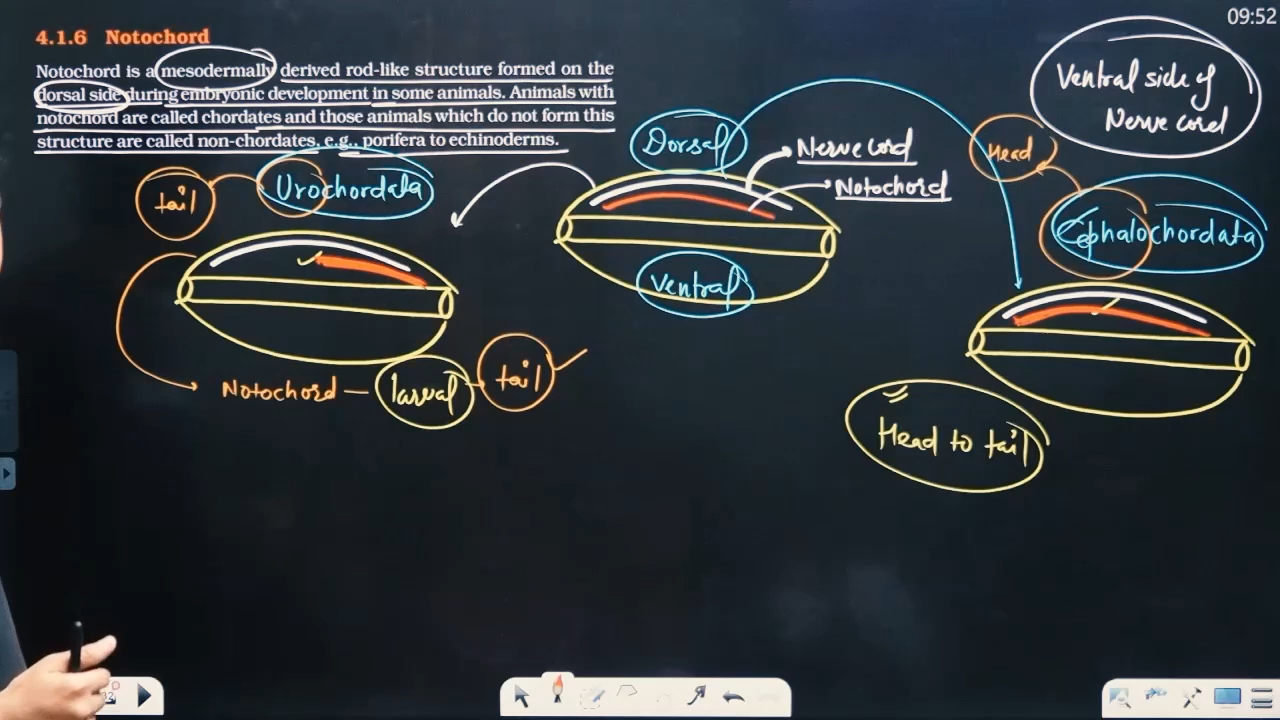 09:52
4.1.6 Notochord
Notochord is a mesodermally derived rod-like structure formed on the
dorsal side during embryonic development in some animals. Animals with
notochord are called chordates and those animals which do not form this
structure are called non-chordates, e.g., porifera to echinoderms.
Ventral side of
Nerve cord
Dorsal
Nerve cord
Notochord
Head
tail
Urochordata
Cephalochordata
Ventral
Notochord – larval – tail
Head to tail